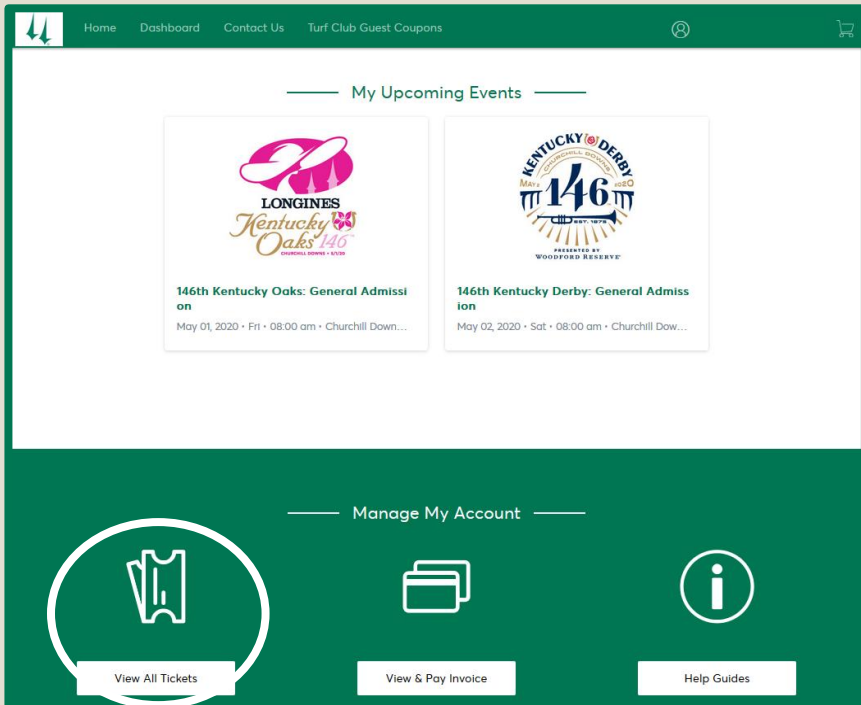 Home Dashboard Contact Us Turf Club Guest Coupons
My Upcoming Events
LONGINES
Kentucky
Oaks 146
CHURCHILL DOWNS • 5/1/20
KENTUCKY DERBY
CHURCHILL DOWNS
MAY 2 2020
146
EST. 1875
PRESENTED BY
WOODFORD RESERVE
146th Kentucky Oaks: General Admissi
on
May 01, 2020 • Fri • 08:00 am • Churchill Down...
146th Kentucky Derby: General Admiss
ion
May 02, 2020 • Sat • 08:00 am • Churchill Dow...
Manage My Account
View All Tickets
View & Pay Invoice
Help Guides